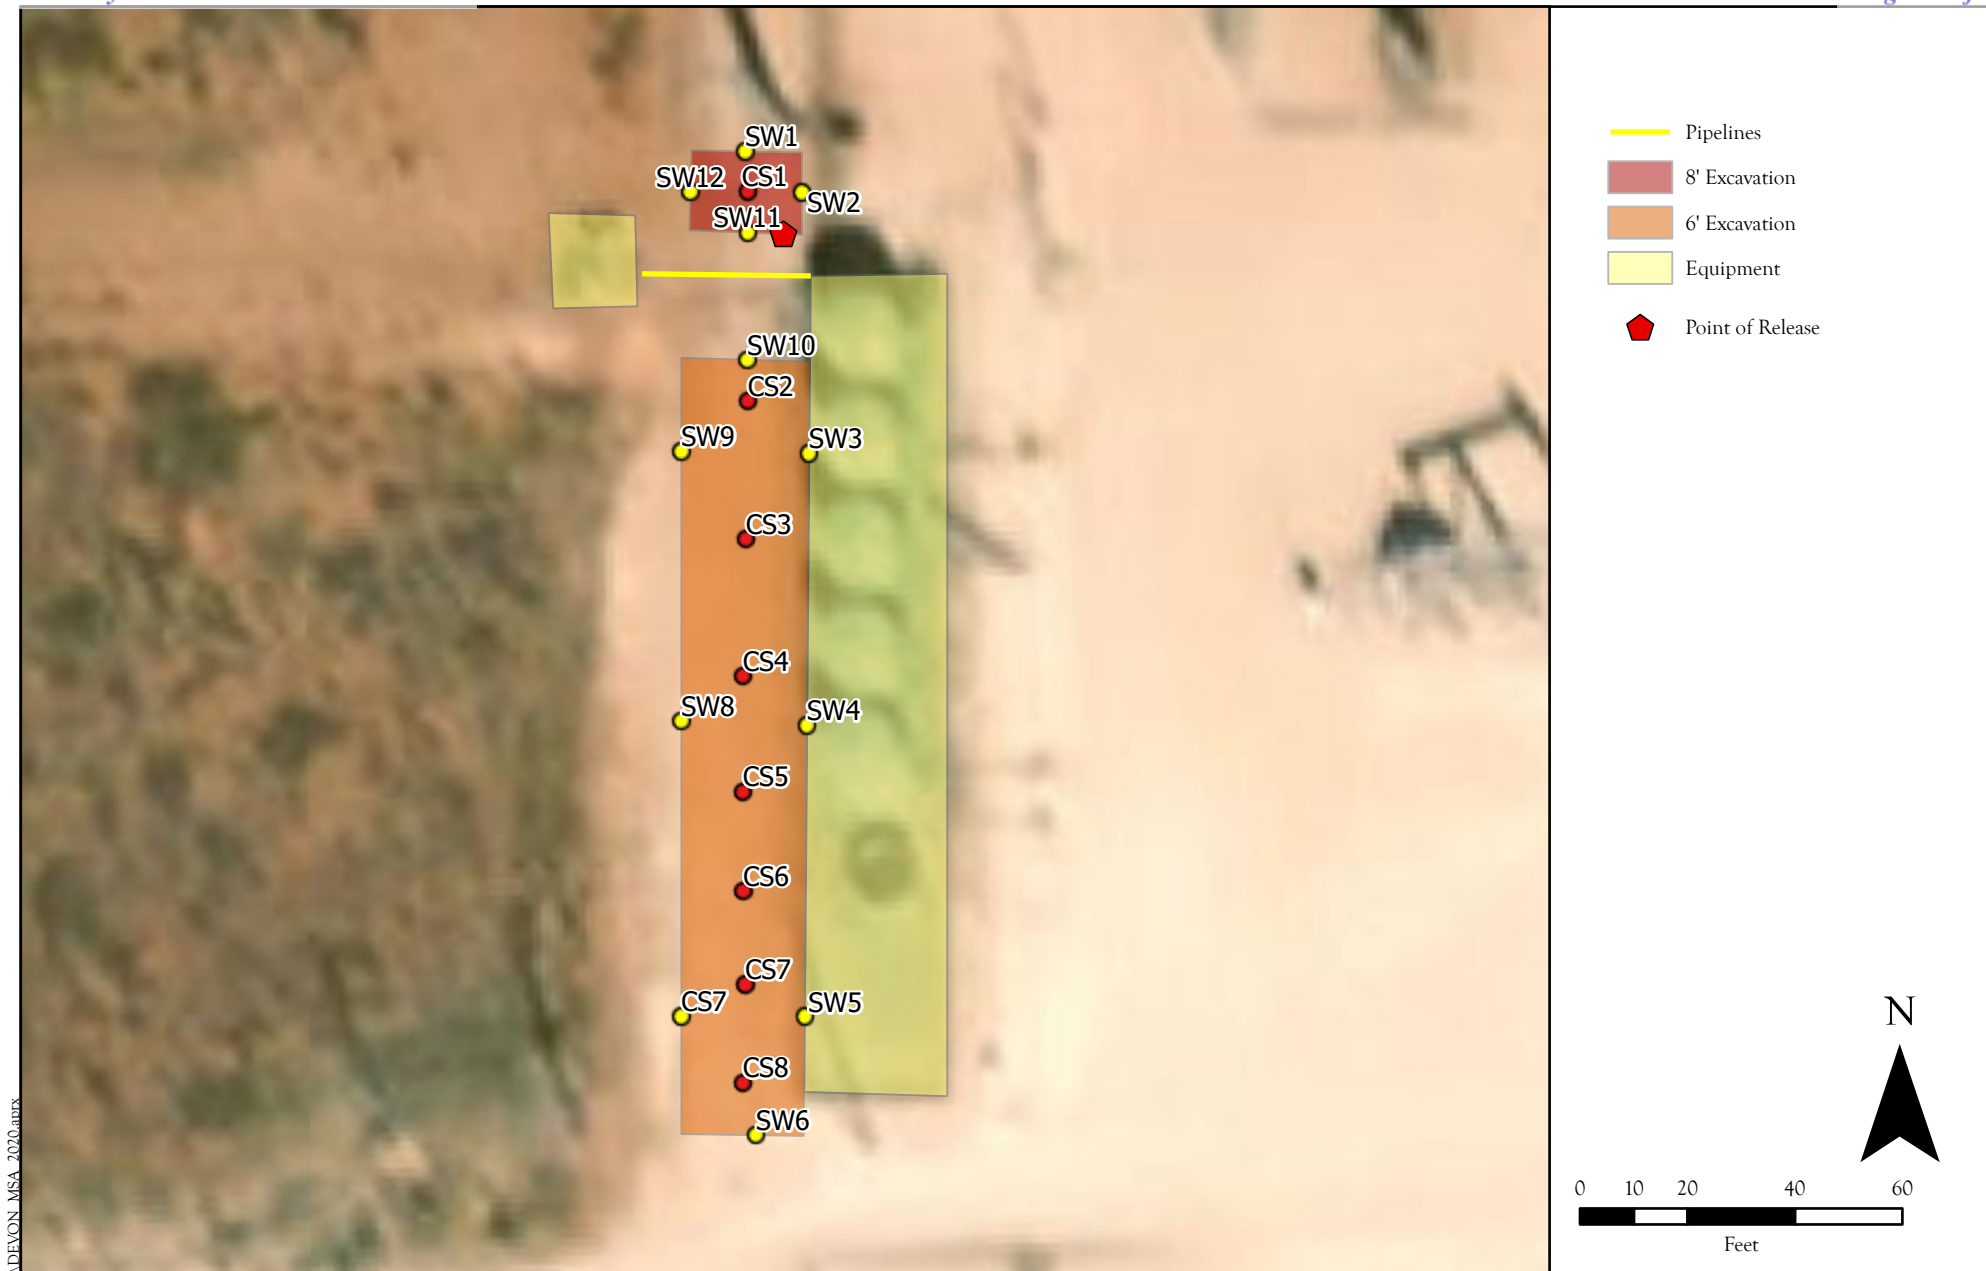 SW1
SW12
CS1
SW2
SW11
SW10
CS2
SW9
SW3
CS3
CS4
SW8
SW4
CS5
CS6
CS7
CS7
SW5
CS8
SW6
Pipelines
8' Excavation
6' Excavation
Equipment
Point of Release
N
0 10 20 40 60
Feet
\DEVON_MSA_2020.aprx